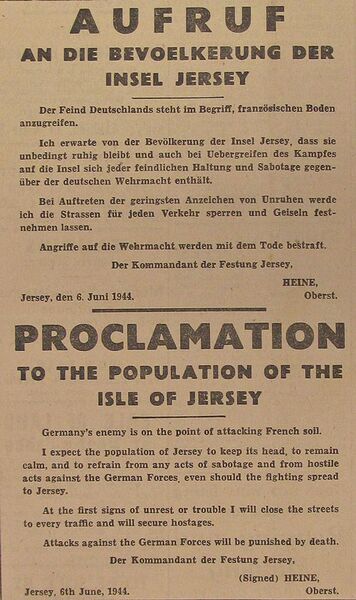 AUFRUF
AN DIE BEVOELKERUNG DER
INSEL JERSEY
Der Feind Deutschlands steht im Begriff, französischen Boden
anzugreifen.
Ich erwarte von der Bevölkerung der Insel Jersey, dass sie
unbedingt ruhig bleibt und auch bei Uebergreifen des Kampfes
auf die Insel sich jeder feindlichen Haltung und Sabotage gegen-
über der deutschen Wehrmacht enthält.
Bei Auftreten der geringsten Anzeichen von Unruhen werde
ich die Strassen für jeden Verkehr sperren und Geiseln fest-
nehmen lassen.
Angriffe auf die Wehrmacht werden mit dem Tode bestraft.
Der Kommandant der Festung Jersey,
HEINE,
Jersey, den 6. Juni 1944. Oberst.
PROCLAMATION
TO THE POPULATION OF THE
ISLE OF JERSEY
Germany's enemy is on the point of attacking French soil.
I expect the population of Jersey to keep its head, to remain
calm, and to refrain from any acts of sabotage and from hostile
acts against the German Forces, even should the fighting spread
to Jersey.
At the first signs of unrest or trouble I will close the streets
to every traffic and will secure hostages.
Attacks against the German Forces will be punished by death.
Der Kommandant der Festung Jersey,
(Signed) HEINE,
Jersey, 6th June, 1944. Oberst.